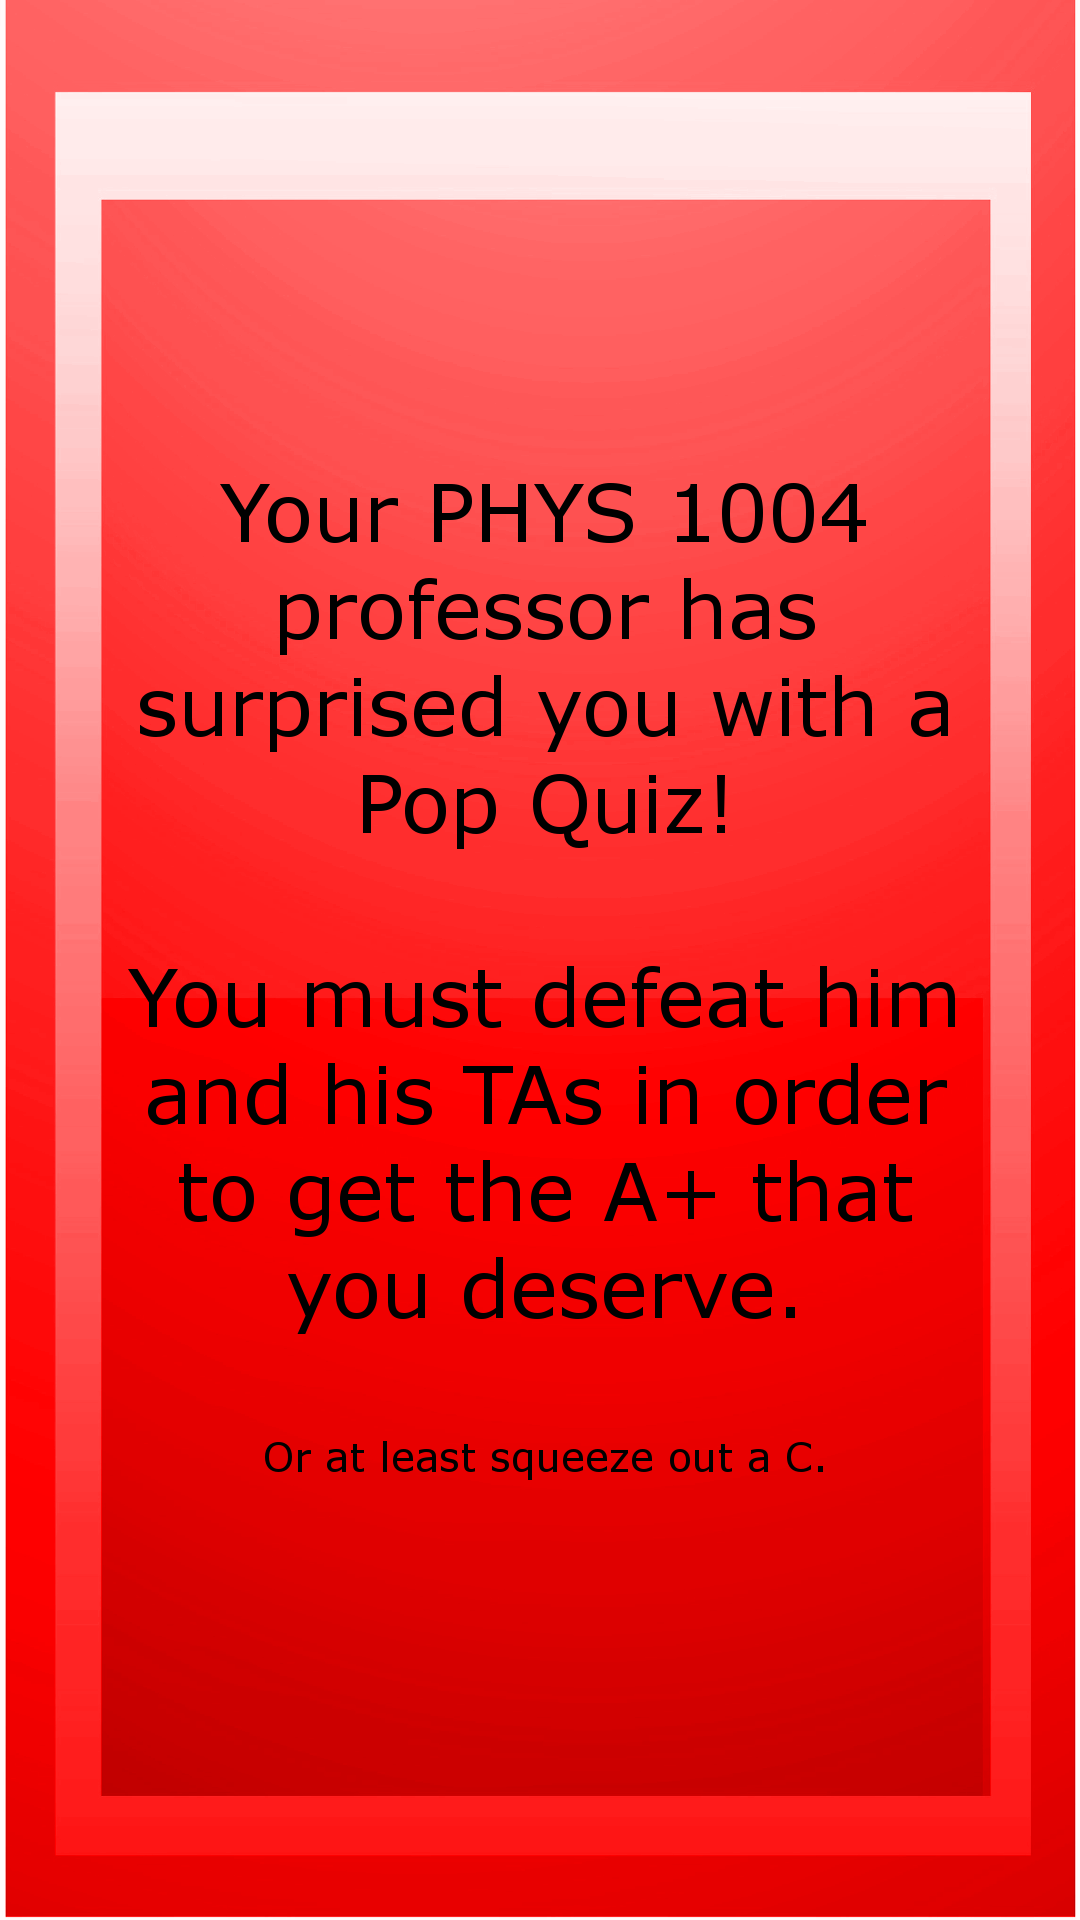 Your PHYS 1004
professor has
surprised you with a
Pop Quiz!
You must defeat him
and his TAs in order
to get the A+ that
you deserve.
Or at least squeeze out a C.